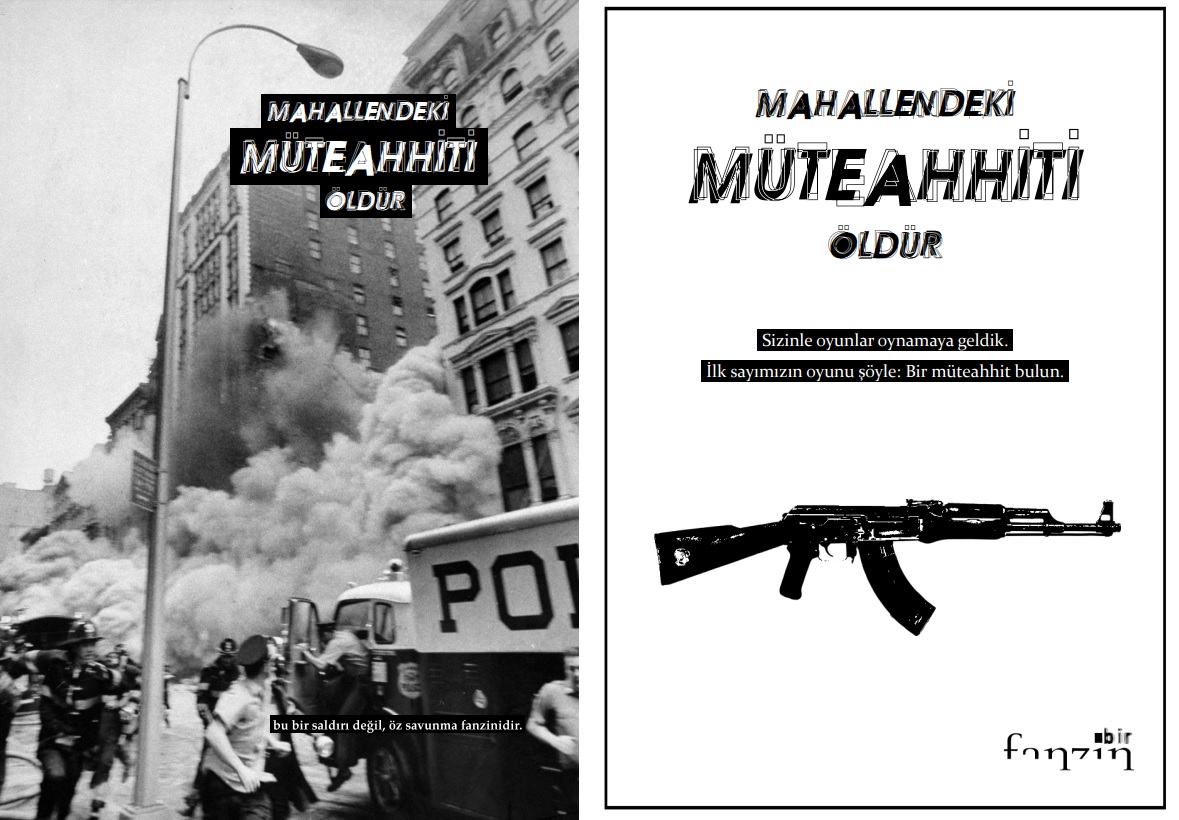 MAHALLENDEKİ
MÜTEAHHİTİ
ÖLDÜR
POI
bu bir saldırı değil, öz savunma fanzinidir.
MAHALLENDEKİ
MÜTEAHHİTİ
ÖLDÜR
Sizinle oyunlar oynamaya geldik.
İlk sayımızın oyunu şöyle: Bir müteahhit bulun.
bir
fanzin